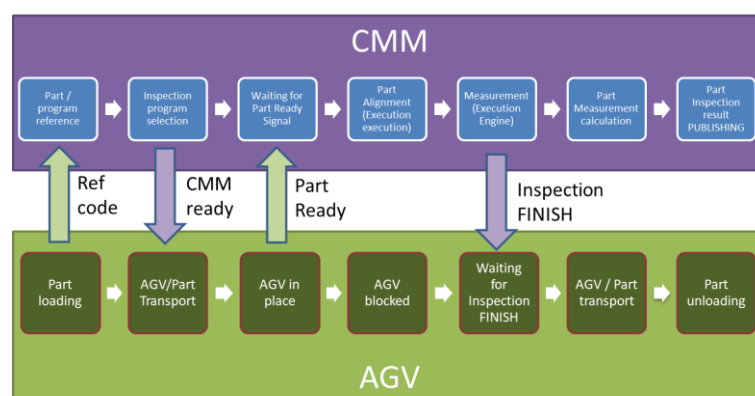 CMM
Part /
program
reference
Inspection
program
selection
Waiting for
Part Ready
Signal
Part
Alignment
(Execution
execution)
Measurement
(Execution
Engine)
Part
Measurement
calculation
Part
Inspection
result
PUBLISHING
Ref
code
CMM
ready
Part
Ready
Inspection
FINISH
Part
loading
AGV/Part
Transport
AGV in
place
AGV
blocked
Waiting
for
Inspection
FINISH
AGV / Part
transport
Part
unloading
AGV